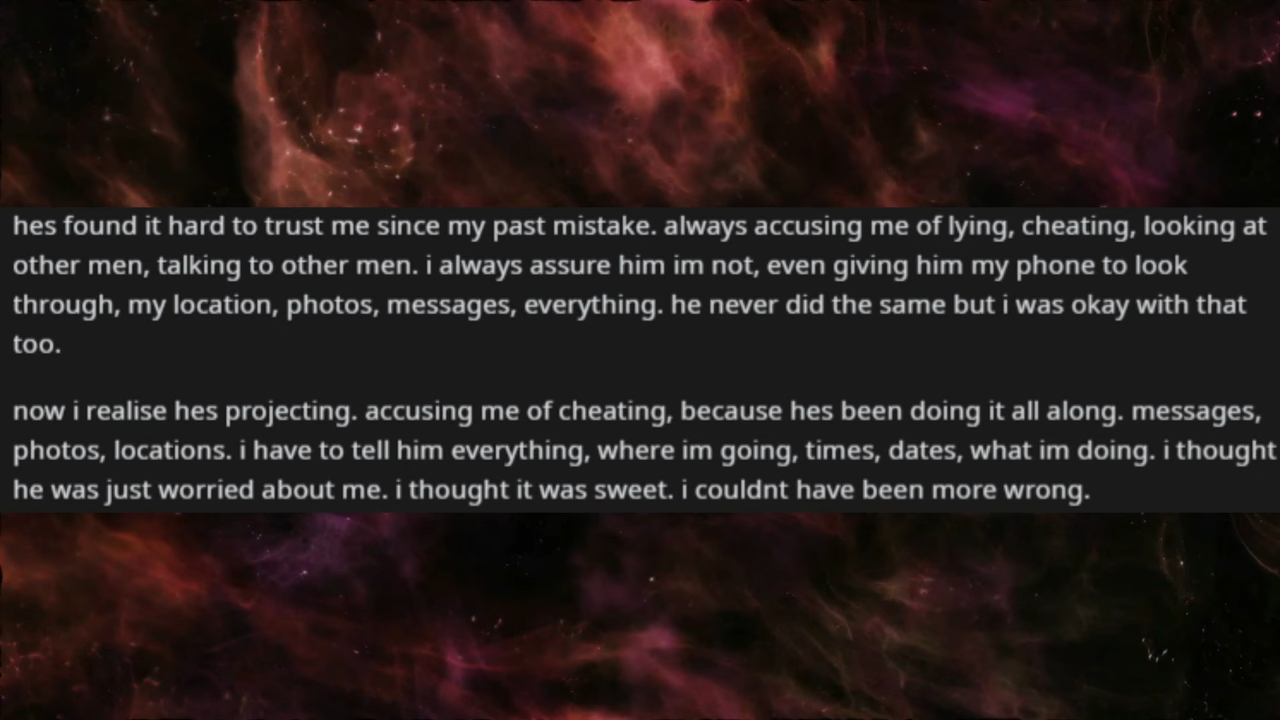 hes found it hard to trust me since my past mistake. always accusing me of lying, cheating, looking at
other men, talking to other men. i always assure him im not, even giving him my phone to look
through, my location, photos, messages, everything. he never did the same but i was okay with that
too.
now i realise hes projecting. accusing me of cheating, because hes been doing it all along. messages,
photos, locations. i have to tell him everything, where im going, times, dates, what im doing. i thought
he was just worried about me. i thought it was sweet. i couldnt have been more wrong.